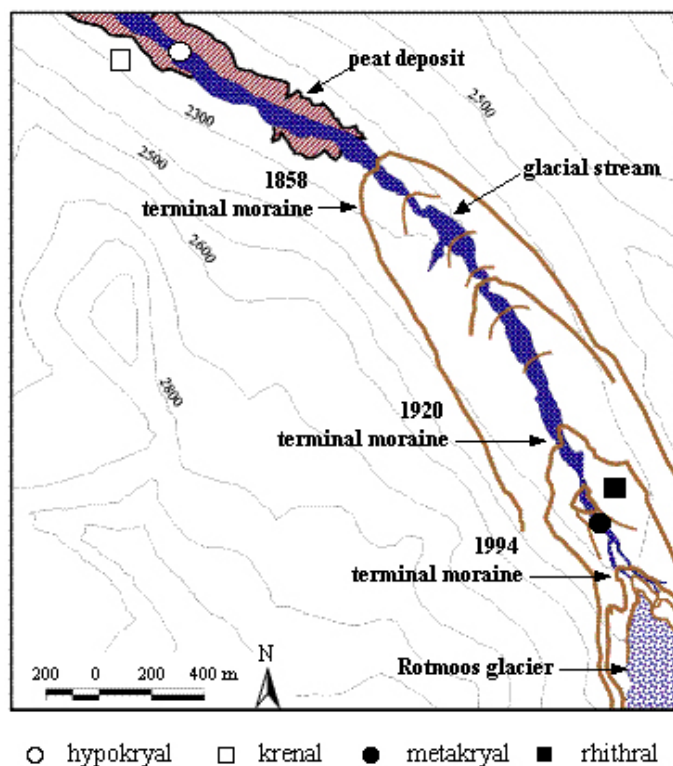 peat deposit
2500
2300
2500
1858
terminal moraine
glacial stream
2600
2800
1920
terminal moraine
1994
terminal moraine
200 0 200 400 m
N
Rotmoos glacier
hypokryal krenal metakryal rhithral